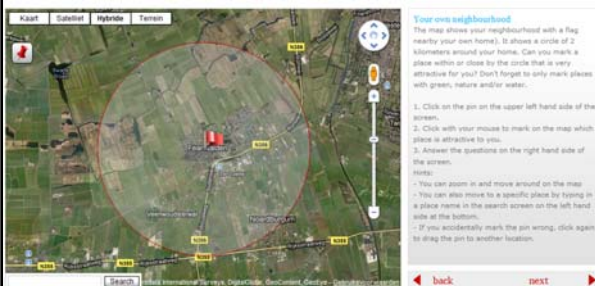 Kaart Satelliet Hybride Terrein
N356
N356
N356
N356
N356
N356
Noordburgum
Search
Your own neighbourhood
The map shows your neighbourhood with a flag
nearby your own home). It shows a circle of 2
kilometers around your home. Can you mark a
place within or close by the circle that is very
attractive for you? Don't forget to only mark places
with green, nature and/or water.
1. Click on the pin on the upper left hand side of the
screen.
2. Click with your mouse to mark on the map which
place is attractive to you.
3. Answer the questions on the right hand side of
the screen.
Hints:
- You can zoom in and move around on the map
- You can also move to a specific place by typing in
a place name in the search screen on the left hand
side at the bottom.
- If you accidentally mark the pin wrong, click again
to drag the pin to another location.
back next